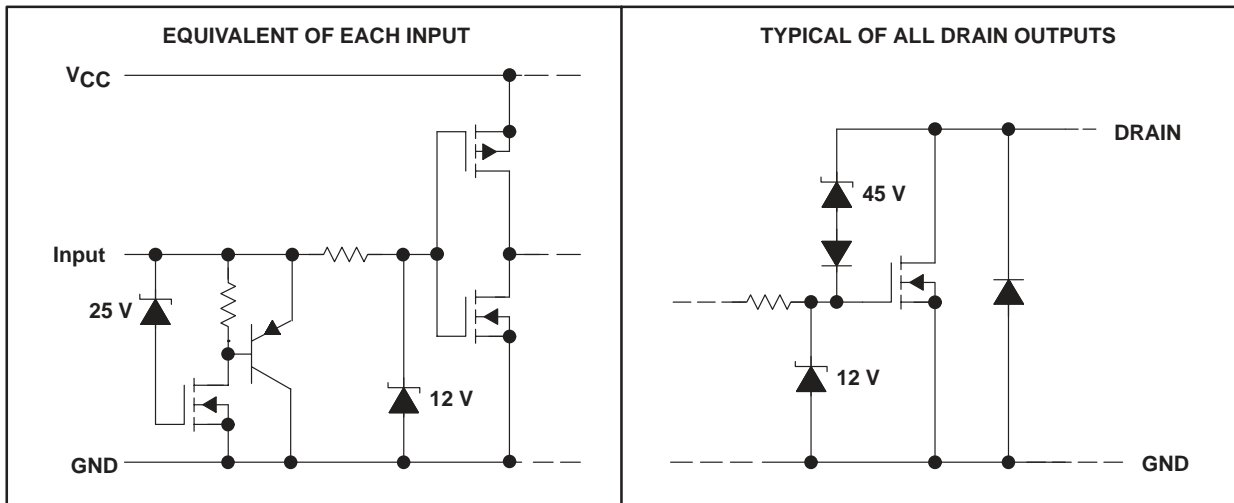 EQUIVALENT OF EACH INPUT
VCC
Input
25 V
12 V
GND
TYPICAL OF ALL DRAIN OUTPUTS
DRAIN
45 V
12 V
GND